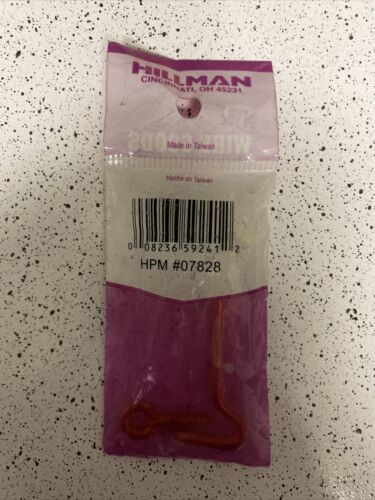 HILLMAN
CINCINNATI, OH 45231
Made in Taiwan
Hecho en Taiwan
0 08236 59241 2
HPM #07828